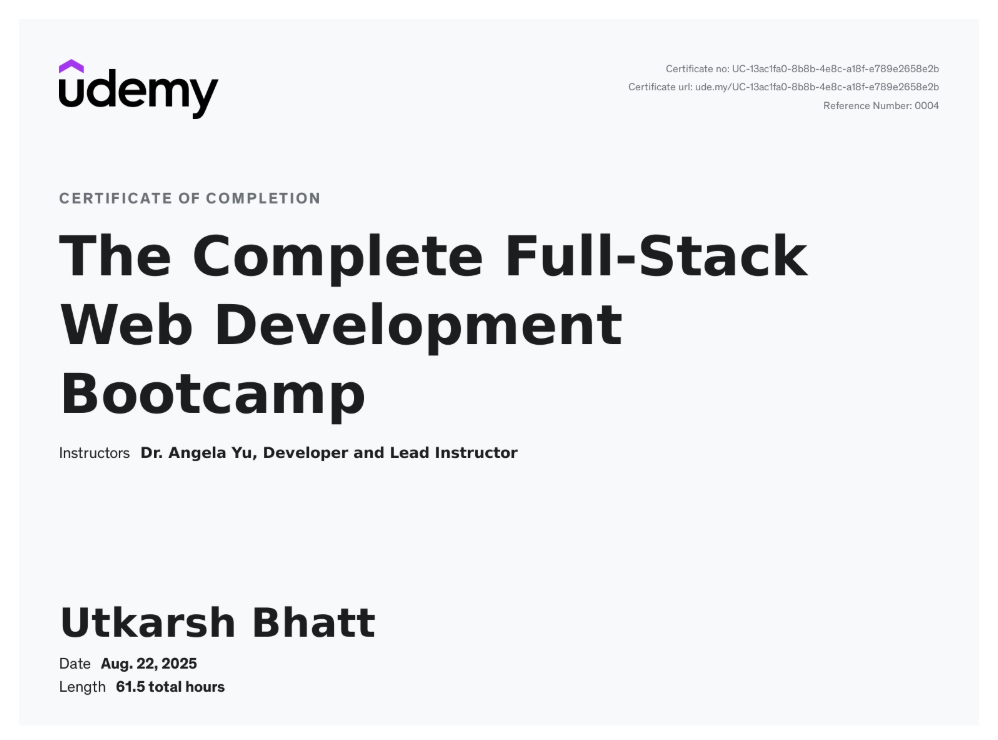 udemy
Certificate no: UC-13ac1fa0-8b8b-4e8c-a18f-e789e2658e2b
Certificate url: ude.my/UC-13ac1fa0-8b8b-4e8c-a18f-e789e2658e2b
Reference Number: 0004
CERTIFICATE OF COMPLETION
The Complete Full-Stack
Web Development
Bootcamp
Instructors Dr. Angela Yu, Developer and Lead Instructor
Utkarsh Bhatt
Date Aug. 22, 2025
Length 61.5 total hours